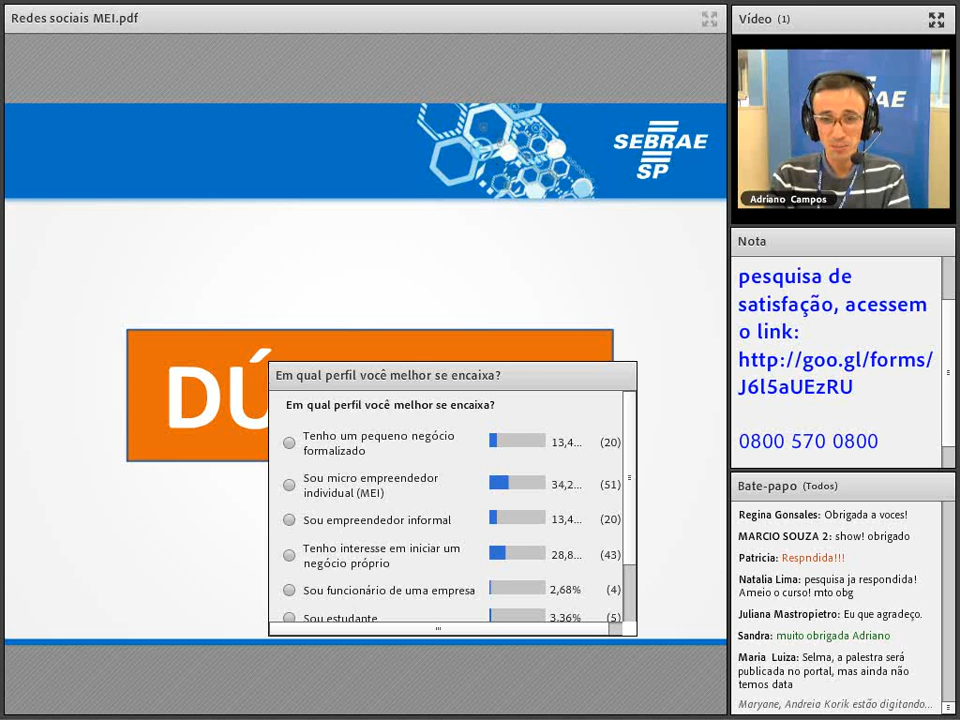 Redes sociais MEI.pdf
SEBRAE
SP
DÚ
Em qual perfil você melhor se encaixa?
Em qual perfil você melhor se encaixa?
Tenho um pequeno negócio
formalizado
13,4... (20)
Sou micro empreendedor
individual (MEI)
34,2... (51)
Sou empreendedor informal
13,4... (20)
Tenho interesse em iniciar um
negócio próprio
28,8... (43)
Sou funcionário de uma empresa
2,68% (4)
Sou estudante
3,36% (5)
Vídeo (1)
AE
Adriano Campos
Nota
pesquisa de
satisfação, acessem
o link:
http://goo.gl/forms/
J6l5aUEzRU
0800 570 0800
Bate-papo (Todos)
Regina Gonsales: Obrigada a voces!
MARCIO SOUZA 2: show! obrigado
Patricia: Respndida!!!
Natalia Lima: pesquisa ja respondida!
Ameio o curso! mto obg
Juliana Mastropietro: Eu que agradeço.
Sandra: muito obrigada Adriano
Maria Luiza: Selma, a palestra será
publicada no portal, mas ainda não
temos data
Maryane, Andreia Korik estão digitando...